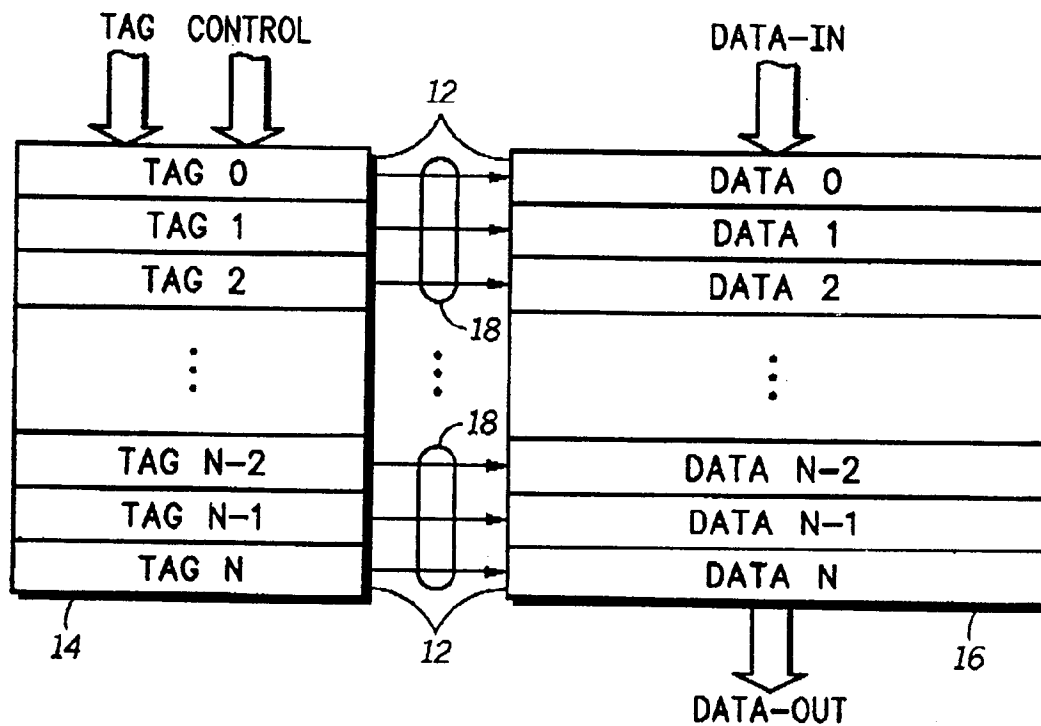 TAG CONTROL DATA-IN
12
TAG 0 DATA 0
TAG 1 DATA 1
TAG 2 DATA 2
18
18
TAG N-2 DATA N-2
TAG N-1 DATA N-1
TAG N DATA N
14 12 16
DATA-OUT